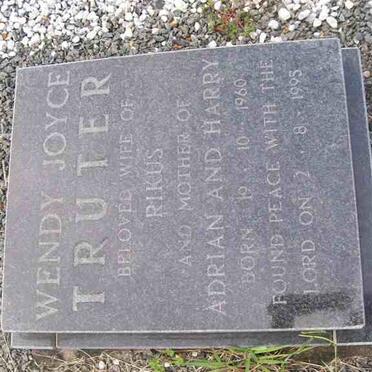 WENDY JOYCE
TRUTER
BELOVED WIFE OF
RIKUS
AND MOTHER OF
ADRIAN AND HARRY
BORN 19 10 1960
FOUND PEACE WITH THE
LORD ON 2 8 1995